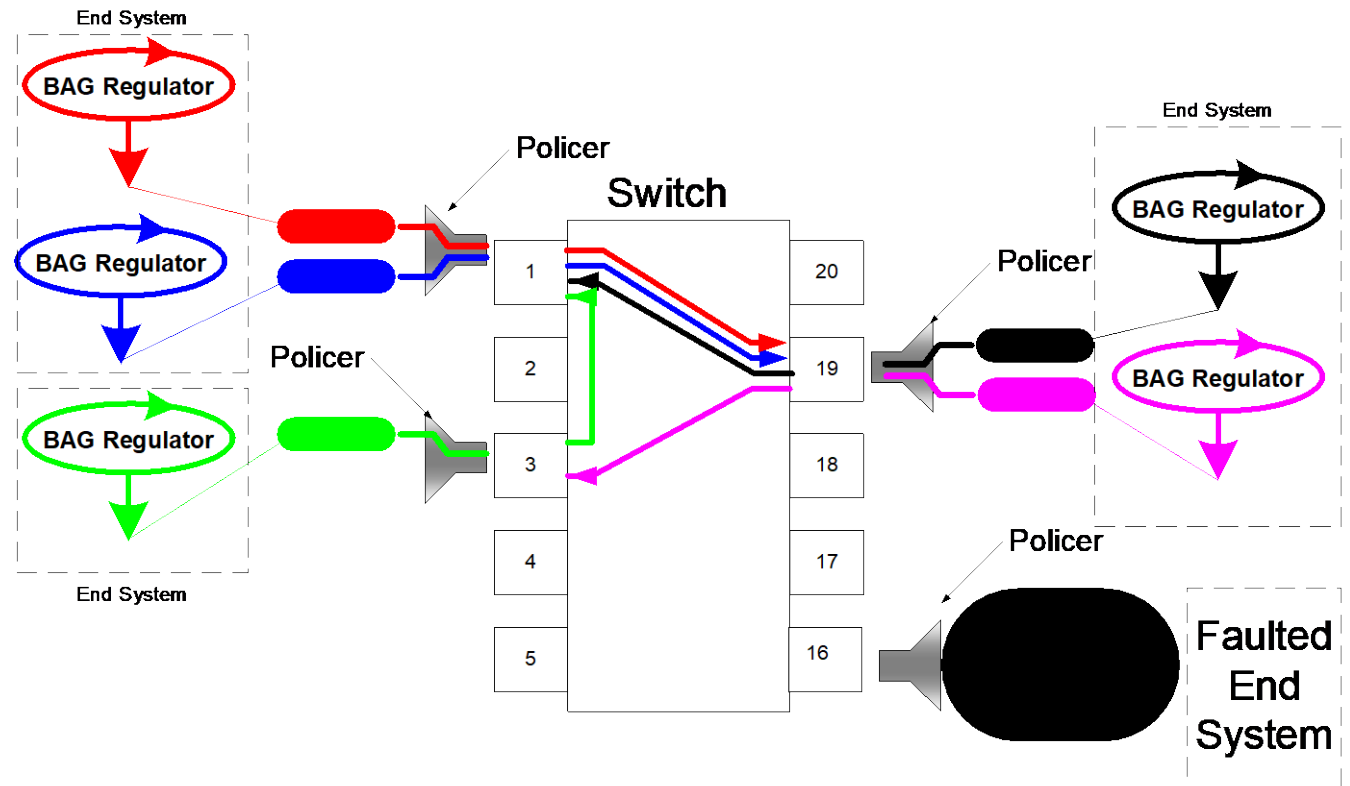 End System
BAG Regulator
BAG Regulator
BAG Regulator
End System
Policer
Policer
Switch
1
2
3
4
5
20
19
18
17
16
Policer
End System
BAG Regulator
BAG Regulator
Policer
Faulted
End
System